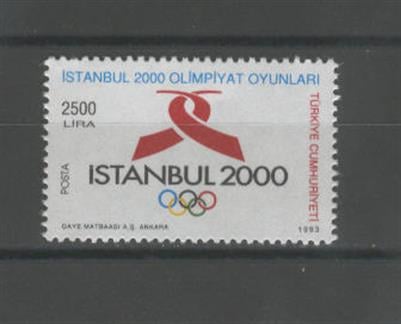 İSTANBUL 2000 OLİMPİYAT OYUNLARI
2500
LİRA
POSTA
TÜRKİYE CUMHURİYETİ
İSTANBUL 2000
GAYE MATBAASI A.Ş. ANKARA
1993